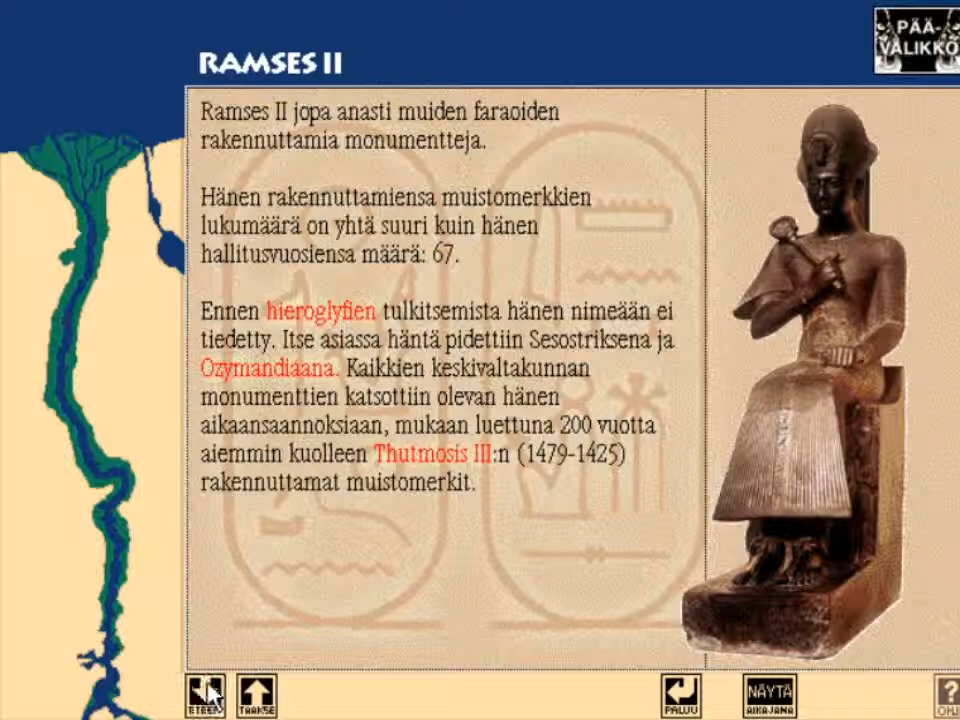 PÄÄ-
VALIKKO
RAMSES II
Ramses II jopa anasti muiden faraoiden
rakennuttamia monumentteja.
Hänen rakennuttamiensa muistomerkkien
lukumäärä on yhtä suuri kuin hänen
hallitusvuosiensa määrä: 67.
Ennen hieroglyfien tulkitsemista hänen nimeään ei
tiedetty. Itse asiassa häntä pidettiin Sesostriksena ja
Ozymandiaana. Kaikkien keskivaltakunnan
monumenttien katsottiin olevan hänen
aikaansaannoksiaan, mukaan luettuna 200 vuotta
aiemmin kuolleen Thutmosis III:n (1479-1425)
rakennuttamat muistomerkit.
TAAKSE
PALUU
NÄYTÄ
AIKAJANA
?